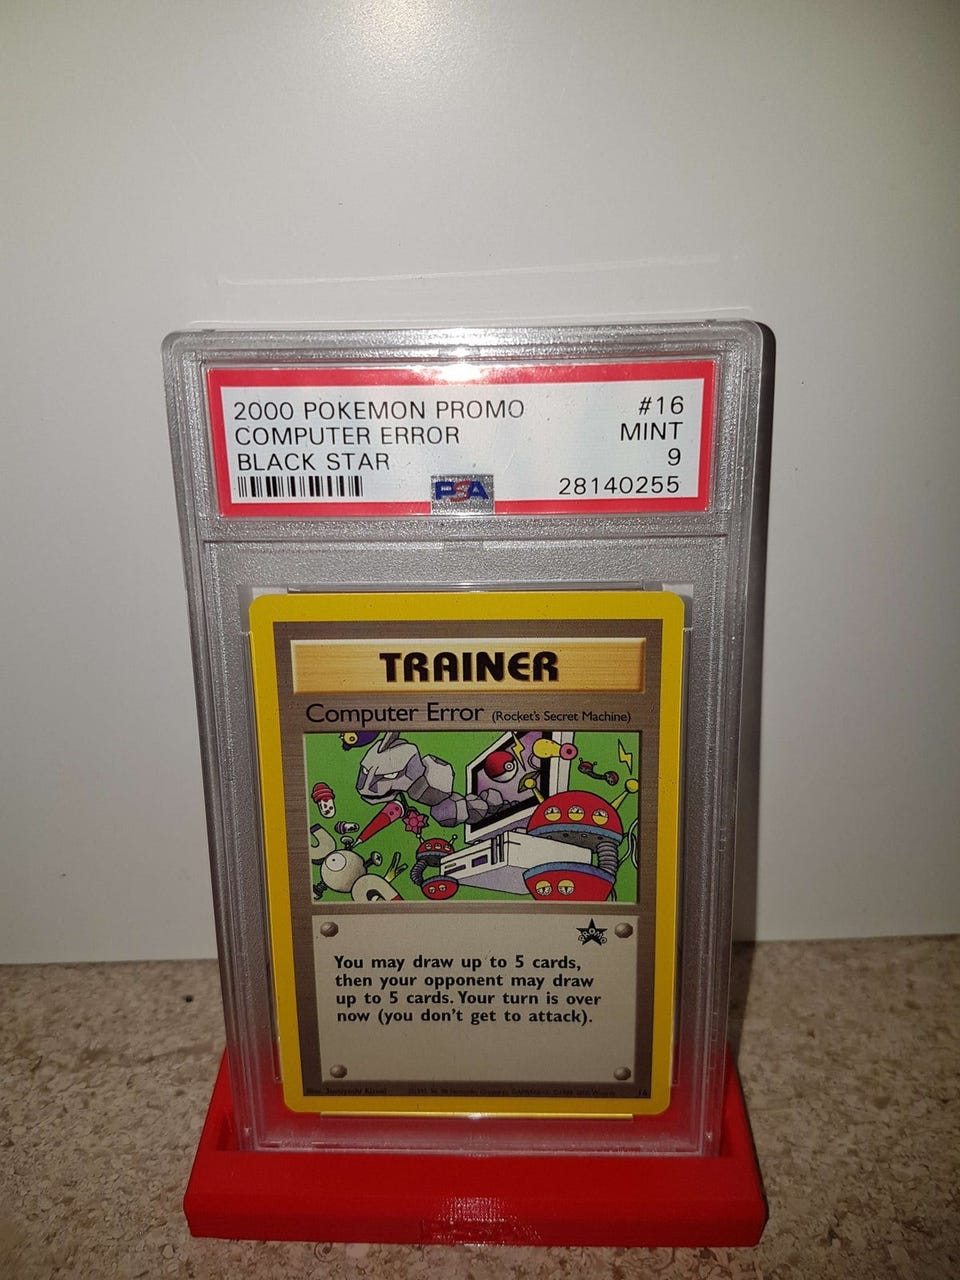 2000 POKEMON PROMO #16
COMPUTER ERROR MINT
BLACK STAR 9
PSA 28140255
TRAINER
Computer Error (Rocket's Secret Machine)
PROMO
You may draw up to 5 cards,
then your opponent may draw
up to 5 cards. Your turn is over
now (you don't get to attack).
16